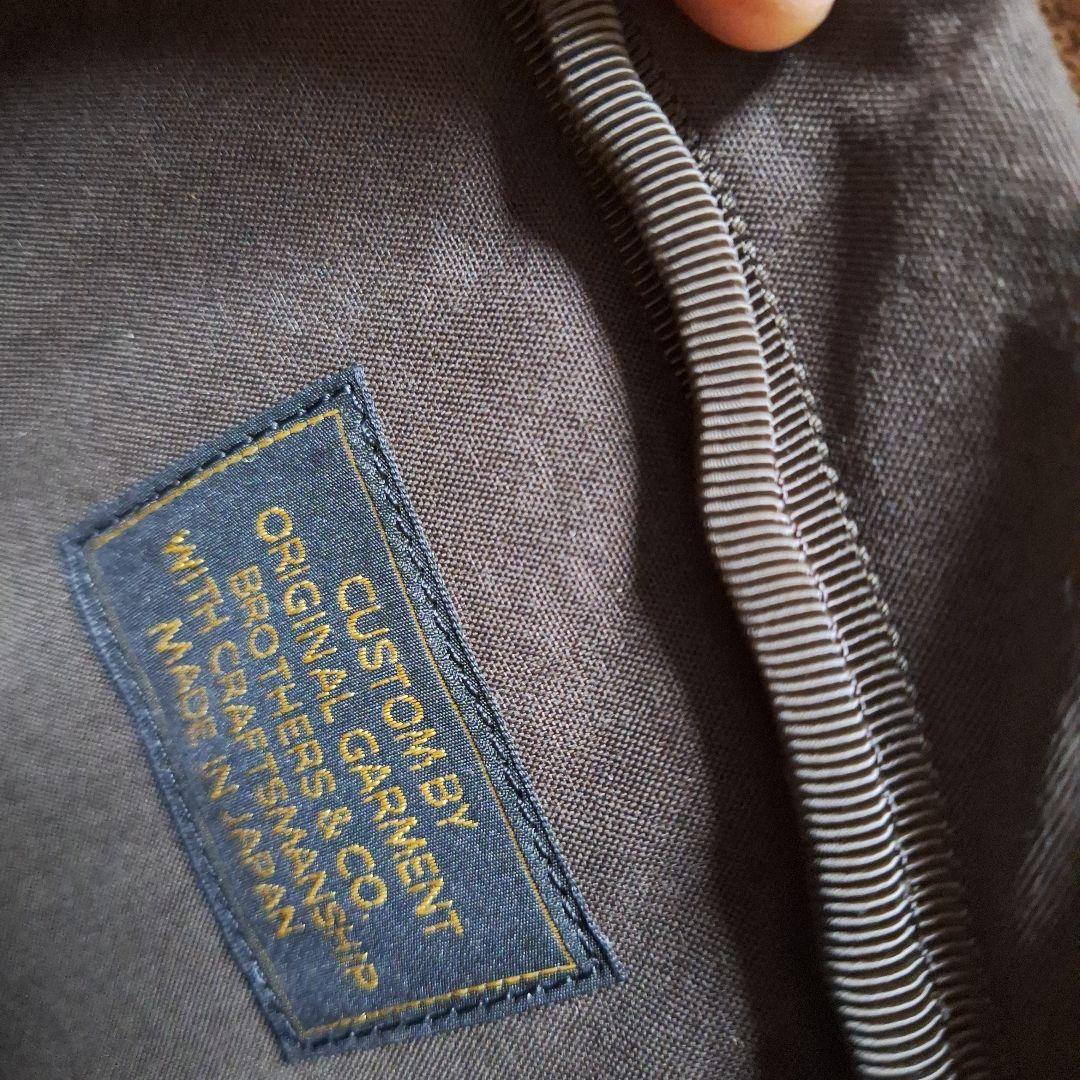 CUSTOM BY
ORIGINAL GARMENT
BROTHERS & CO.
WITH CRAFTSMANSHIP
MADE IN JAPAN